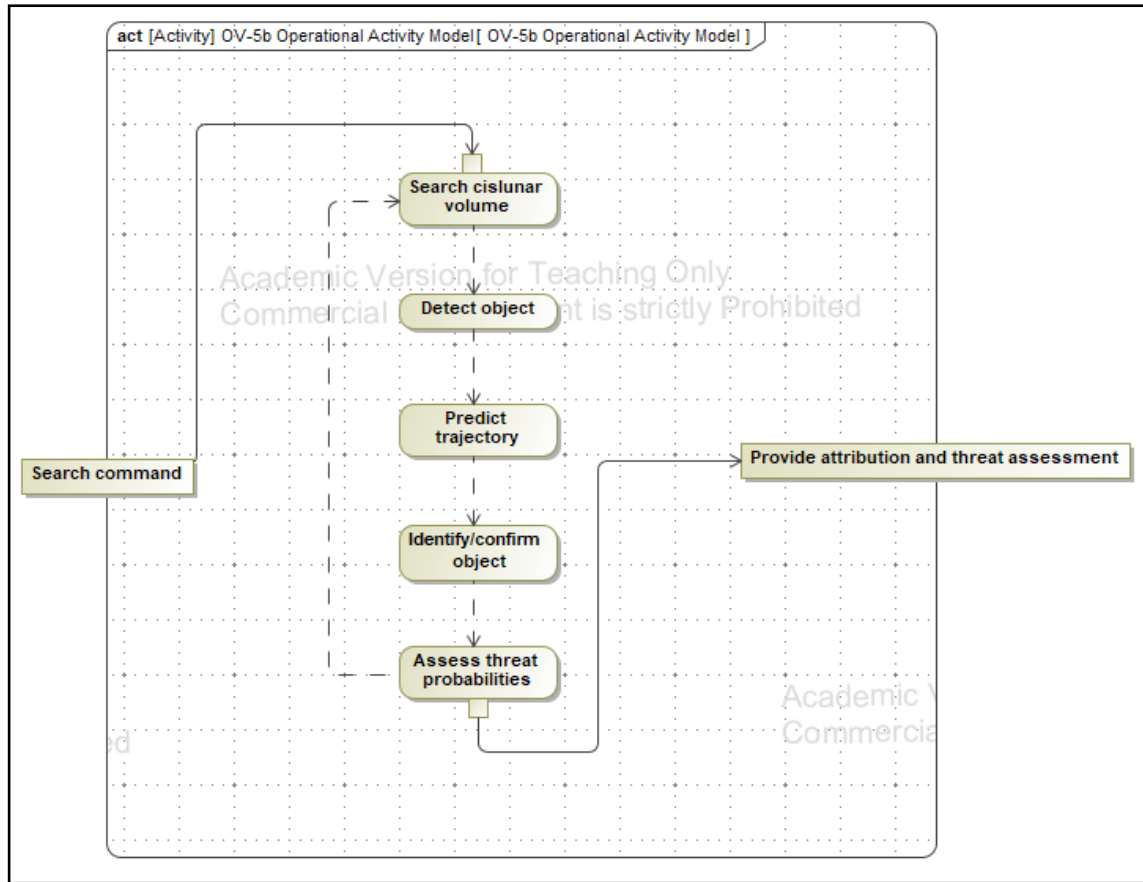 act [Activity] OV-5b Operational Activity Model[ OV-5b Operational Activity Model ]
Search cislunar
volume
Academic Version for Teaching Only
Commercial
nt is strictly Prohibited
Detect object
Predict
trajectory
Search command
Provide attribution and threat assessment
Identify/confirm
object
Assess threat
probabilities
Academic
Commercia
ed